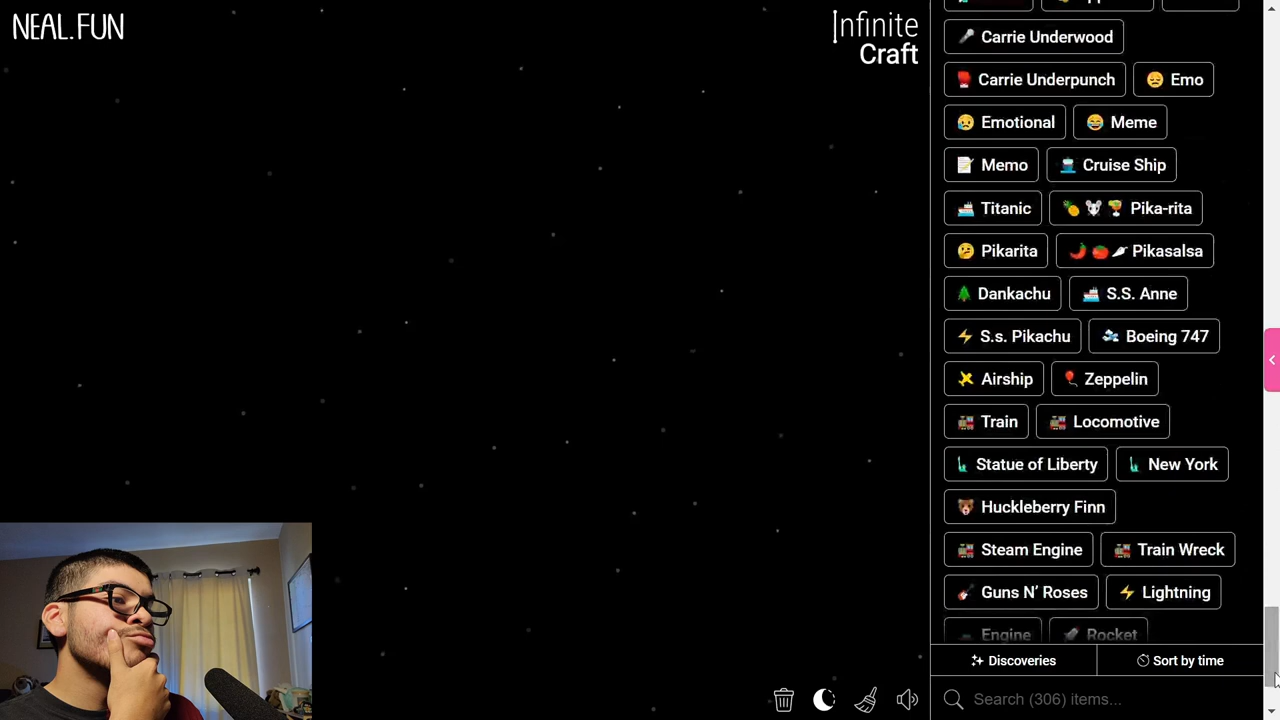 NEAL.FUN
Infinite
Craft
Carrie Underwood
Carrie Underpunch Emo
Emotional Meme
Memo Cruise Ship
Titanic Pika-rita
Pikarita Pikasalsa
Dankachu S.S. Anne
S.s. Pikachu Boeing 747
Airship Zeppelin
Train Locomotive
Statue of Liberty New York
Huckleberry Finn
Steam Engine Train Wreck
Guns N’ Roses Lightning
Engine Rocket
Discoveries Sort by time
Search (306) items...